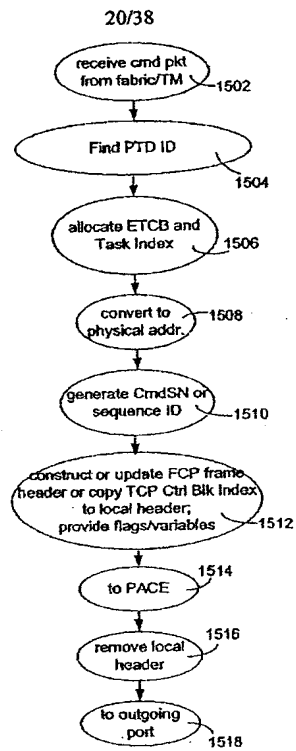 20/38
receive cmd pkt
from fabric/TM
1502
Find PTD ID
1504
allocate ETCB and
Task Index
1506
convert to
physical addr.
1508
generate CmdSN or
sequence ID
1510
construct or update FCP frame
header or copy TCP Ctrl Blk Index
to local header;
provide flags/variables
1512
to PACE
1514
remove local
header
1516
to outgoing
port
1518